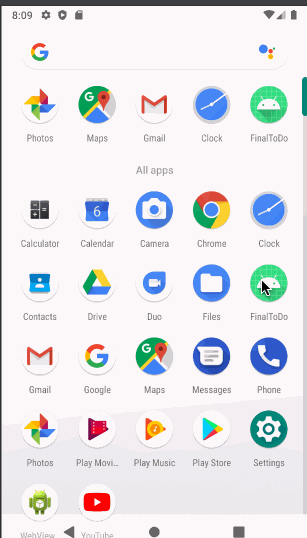 8:09
G
Photos Maps Gmail Clock FinalToDo
All apps
6
Calculator Calendar Camera Chrome Clock
Contacts Drive Duo Files FinalToDo
G
Gmail Google Maps Messages Phone
Photos Play Movi... Play Music Play Store Settings
WebView YouTube